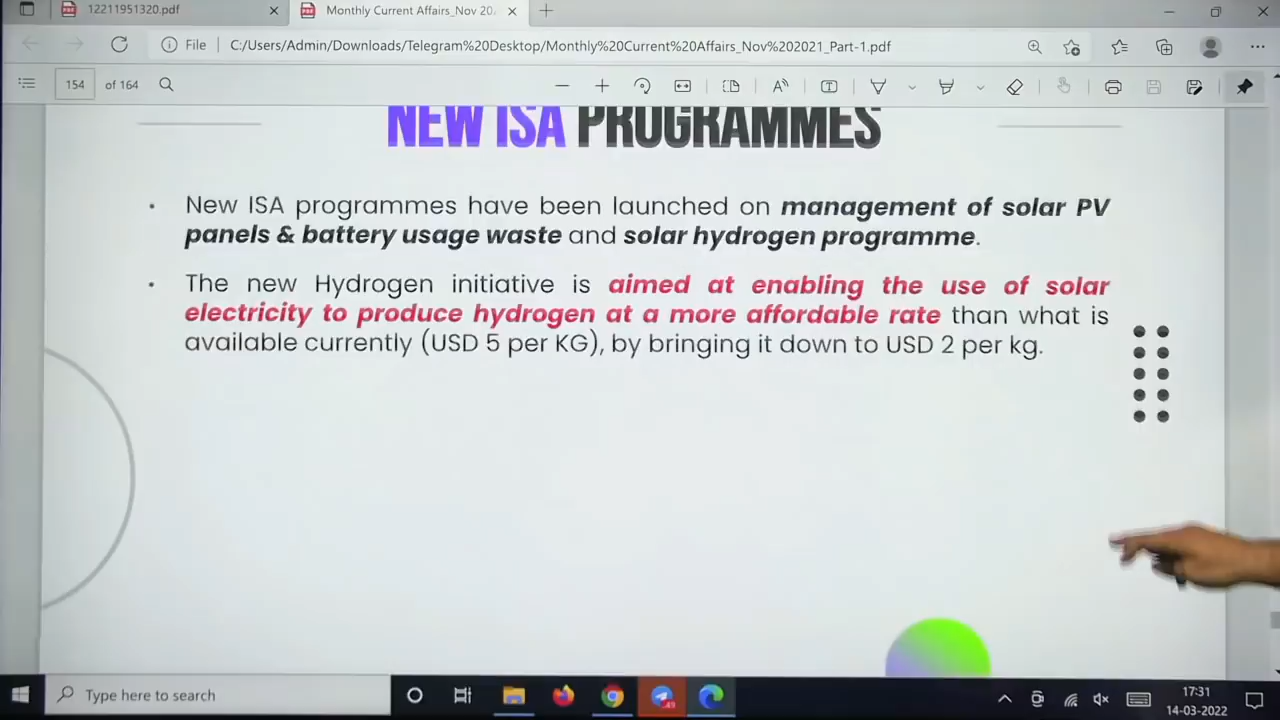 12211951320.pdf
Monthly Current Affairs_Nov 20
File
C:/Users/Admin/Downloads/Telegram%20Desktop/Monthly%20Current%20Affairs_Nov%202021_Part-1.pdf
154 of 164
NEW ISA PROGRAMMES
• New ISA programmes have been launched on management of solar PV
panels & battery usage waste and solar hydrogen programme.
• The new Hydrogen initiative is aimed at enabling the use of solar
electricity to produce hydrogen at a more affordable rate than what is
available currently (USD 5 per KG), by bringing it down to USD 2 per kg.
Type here to search
17:31
14-03-2022